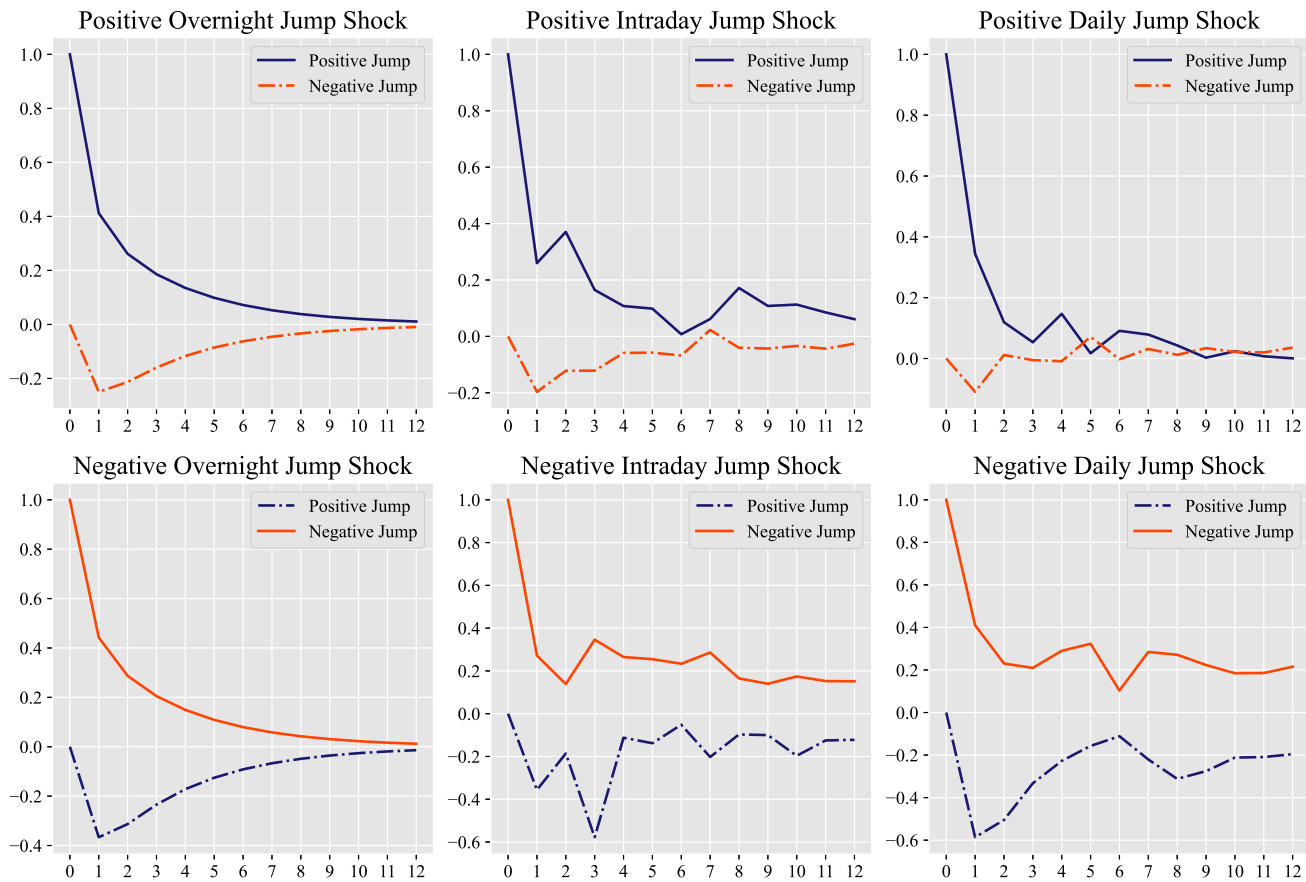 Positive Overnight Jump Shock
1.0
0.8
0.6
0.4
0.2
0.0
−0.2
Positive Jump
Negative Jump
0 1 2 3 4 5 6 7 8 9 10 11 12
Positive Intraday Jump Shock
1.0
0.8
0.6
0.4
0.2
0.0
−0.2
Positive Jump
Negative Jump
0 1 2 3 4 5 6 7 8 9 10 11 12
Positive Daily Jump Shock
1.0
0.8
0.6
0.4
0.2
0.0
Positive Jump
Negative Jump
0 1 2 3 4 5 6 7 8 9 10 11 12
Negative Overnight Jump Shock
1.0
0.8
0.6
0.4
0.2
0.0
−0.2
−0.4
Positive Jump
Negative Jump
0 1 2 3 4 5 6 7 8 9 10 11 12
Negative Intraday Jump Shock
1.0
0.8
0.6
0.4
0.2
0.0
−0.2
−0.4
−0.6
Positive Jump
Negative Jump
0 1 2 3 4 5 6 7 8 9 10 11 12
Negative Daily Jump Shock
1.0
0.8
0.6
0.4
0.2
0.0
−0.2
−0.4
−0.6
Positive Jump
Negative Jump
0 1 2 3 4 5 6 7 8 9 10 11 12